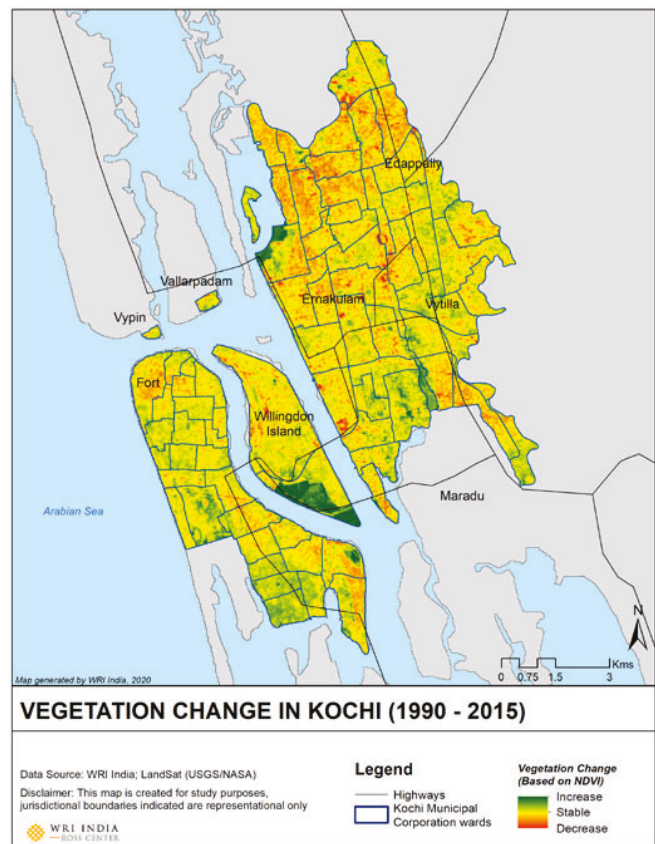 Edappally
Vallarpadam
Ernakulam
Vytilla
Vypin
Fort
Willingdon
Island
Maradu
Arabian Sea
N
Kms
0 0.75 1.5 3
Map generated by WRI India, 2020
VEGETATION CHANGE IN KOCHI (1990 - 2015)
Data Source: WRI India; LandSat (USGS/NASA)
Disclaimer: This map is created for study purposes,
jurisdictional boundaries indicated are representational only
WRI INDIA
ROSS CENTER
Legend
Highways
Kochi Municipal
Corporation wards
Vegetation Change
(Based on NDVI)
Increase
Stable
Decrease